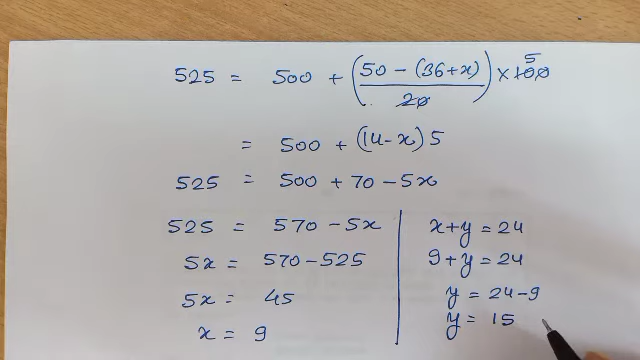 525 = 500 + (50 - (36+x) / 20) × 100 5
= 500 + (14-x) 5
525 = 500 + 70 - 5x
525 = 570 - 5x
5x = 570 - 525
5x = 45
x = 9
x + y = 24
9 + y = 24
y = 24 - 9
y = 15